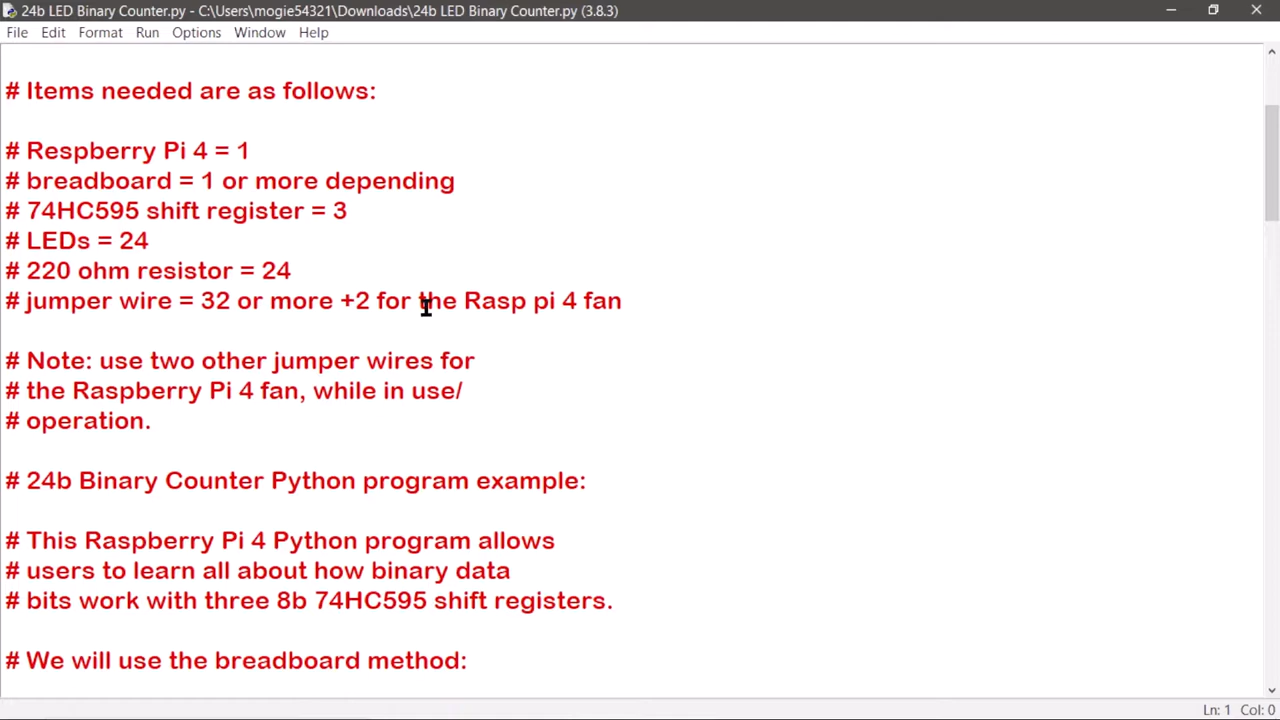 24b LED Binary Counter.py - C:\Users\mogie54321\Downloads\24b LED Binary Counter.py (3.8.3)
File Edit Format Run Options Window Help
# Items needed are as follows:
# Respberry Pi 4 = 1
# breadboard = 1 or more depending
# 74HC595 shift register = 3
# LEDs = 24
# 220 ohm resistor = 24
# jumper wire = 32 or more +2 for the Rasp pi 4 fan
# Note: use two other jumper wires for
# the Raspberry Pi 4 fan, while in use/
# operation.
# 24b Binary Counter Python program example:
# This Raspberry Pi 4 Python program allows
# users to learn all about how binary data
# bits work with three 8b 74HC595 shift registers.
# We will use the breadboard method:
Ln: 1 Col: 0